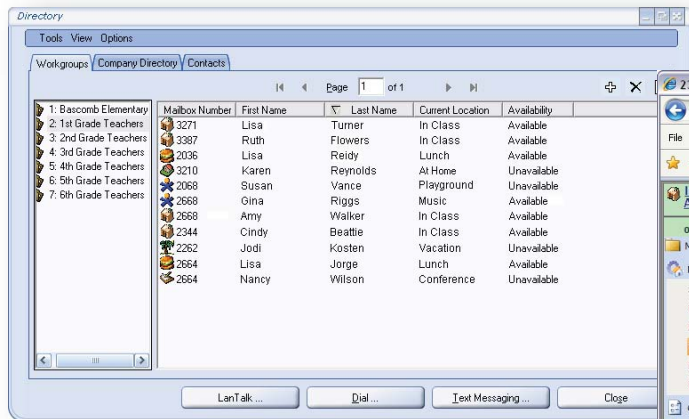 Directory
Tools View Options
Workgroups Company Directory Contacts
Page 1 of 1
1: Bascomb Elementary
2: 1st Grade Teachers
3: 2nd Grade Teachers
4: 3rd Grade Teachers
5: 4th Grade Teachers
6: 5th Grade Teachers
7: 6th Grade Teachers
Mailbox Number First Name Last Name Current Location Availability
3271 Lisa Turner In Class Available
3387 Ruth Flowers In Class Available
2036 Lisa Reidy Lunch Available
3210 Karen Reynolds At Home Unavailable
2068 Susan Vance Playground Unavailable
2668 Gina Riggs Music Available
2668 Amy Walker In Class Available
2344 Cindy Beattie In Class Available
2262 Jodi Kosten Vacation Unavailable
2664 Lisa Jorge Lunch Available
2664 Nancy Wilson Conference Unavailable
LanTalk ... Dial ... Text Messaging ... Close
File